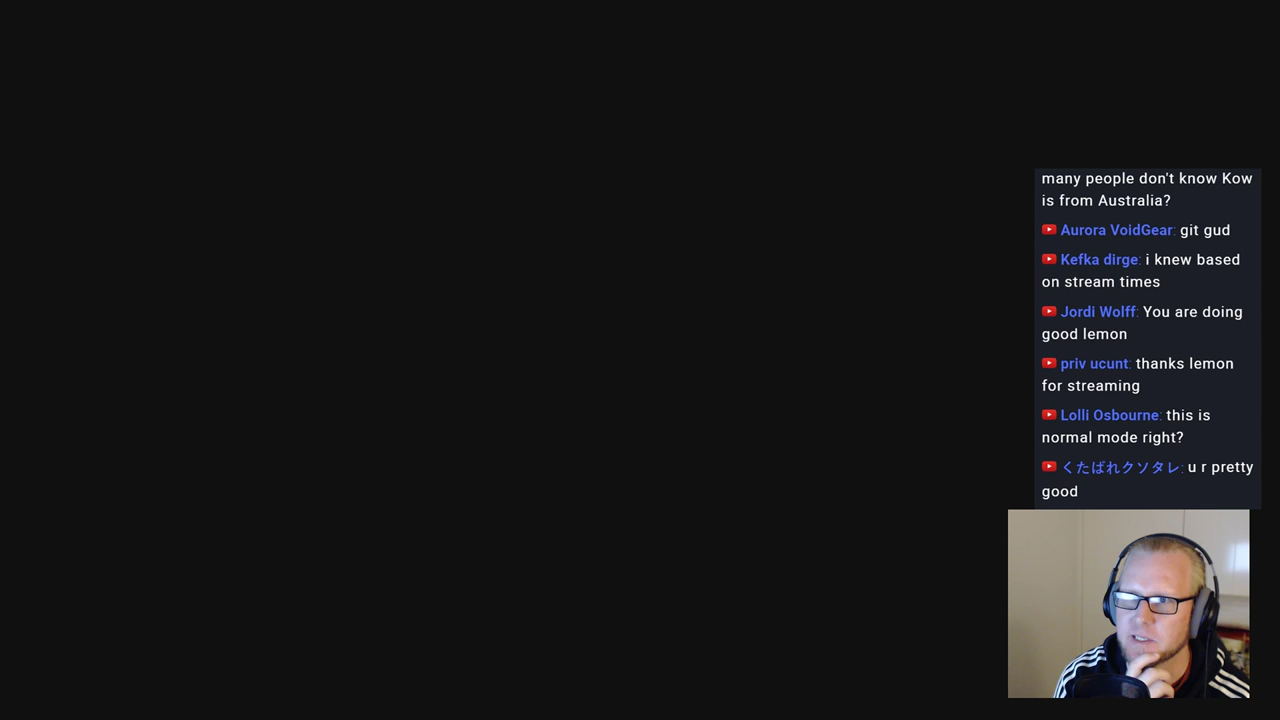 many people don't know Kow
is from Australia?
Aurora VoidGear: git gud
Kefka dirge: i knew based
on stream times
Jordi Wolff: You are doing
good lemon
priv ucunt: thanks lemon
for streaming
Lolli Osbourne: this is
normal mode right?
くたばれクソタレ: u r pretty
good